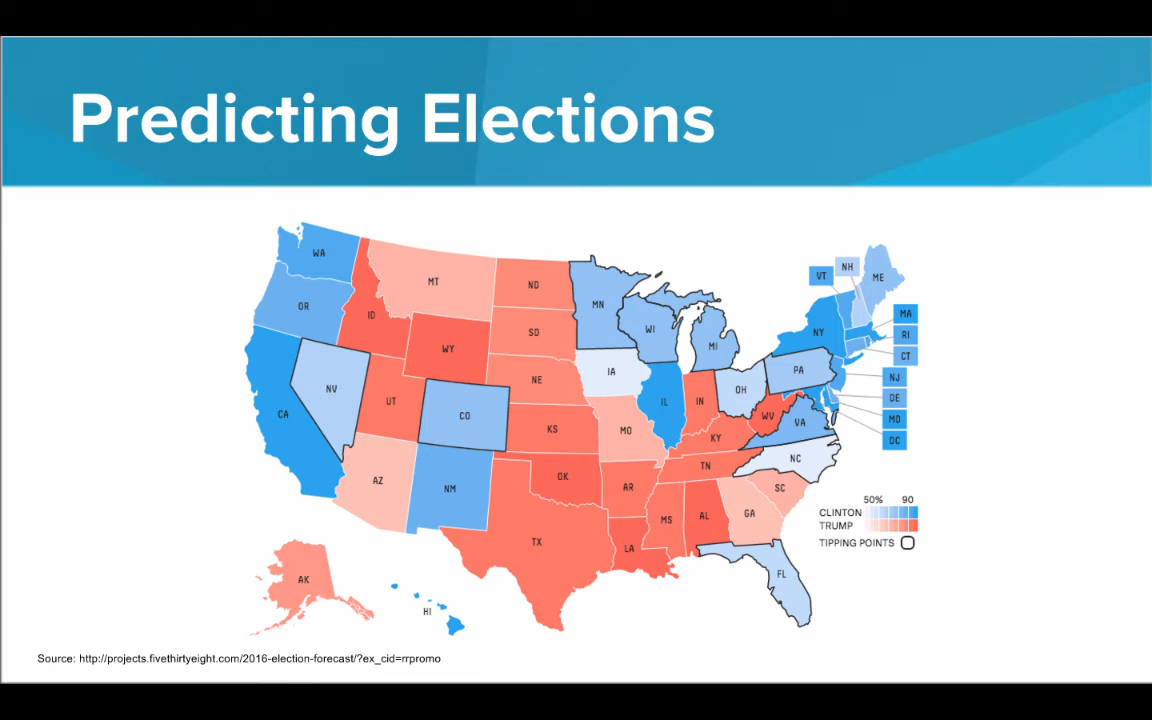 Predicting Elections
WA
MT
ND
MN
VT
NH
ME
OR
ID
SD
WI
MI
NY
MA
RI
CT
WY
IA
PA
NJ
NV
UT
NE
OH
DE
CA
CO
IL
IN
WV
VA
MD
DC
KS
MO
KY
NC
AZ
NM
OK
AR
TN
SC
MS
AL
GA
TX
LA
50% 90
CLINTON
TRUMP
TIPPING POINTS
AK
HI
FL
Source: http://projects.fivethirtyeight.com/2016-election-forecast/?ex_cid=rrpromo